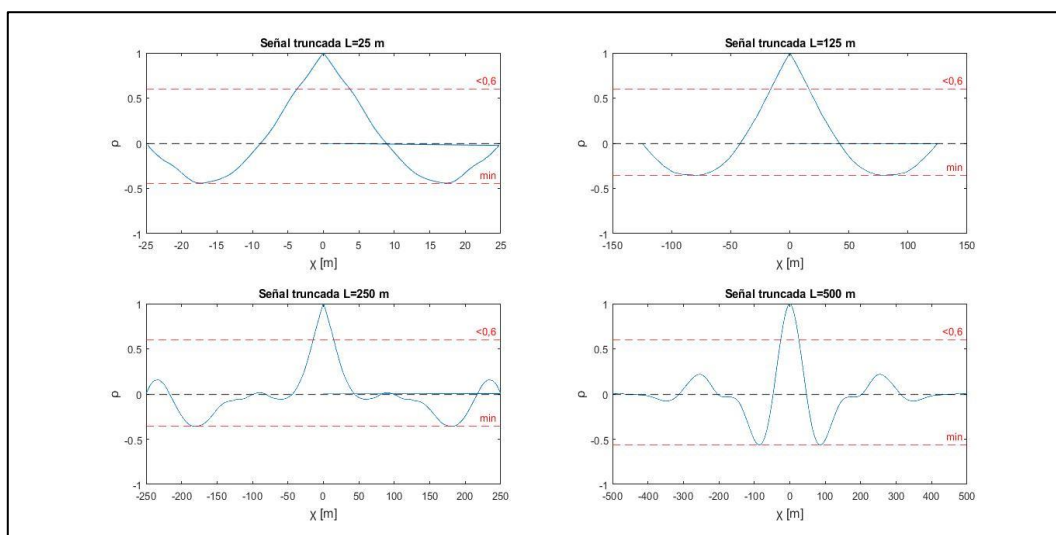 Señal truncada L=25 m
1
0.5
0
-0.5
-1
ρ
<0,6
min
-25 -20 -15 -10 -5 0 5 10 15 20 25
χ [m]
Señal truncada L=125 m
1
0.5
0
-0.5
-1
ρ
<0,6
min
-150 -100 -50 0 50 100 150
χ [m]
Señal truncada L=250 m
1
0.5
0
-0.5
-1
ρ
<0,6
min
-250 -200 -150 -100 -50 0 50 100 150 200 250
χ [m]
Señal truncada L=500 m
1
0.5
0
-0.5
-1
ρ
<0,6
min
-500 -400 -300 -200 -100 0 100 200 300 400 500
χ [m]